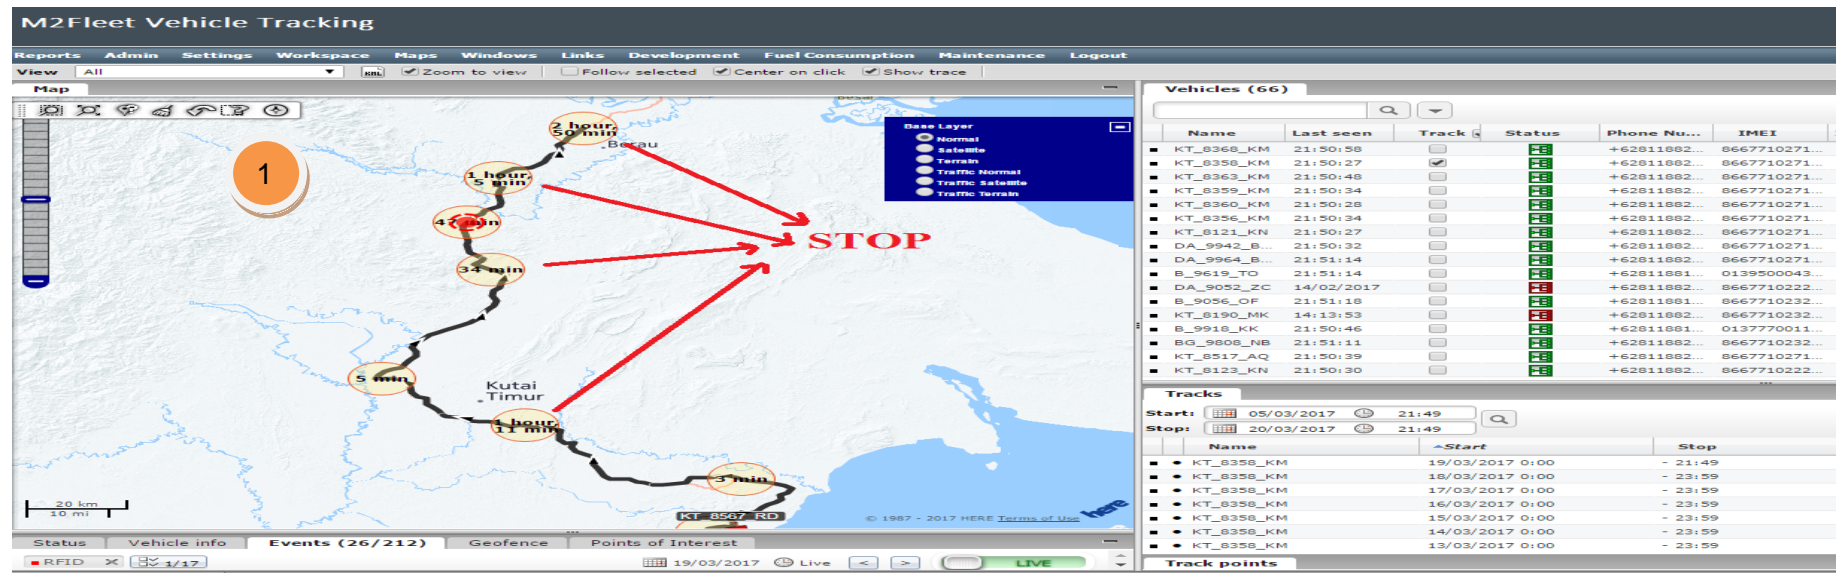 M2Fleet Vehicle Tracking
Reports Admin Settings Workspace Maps Windows Links Development Fuel Consumption Maintenance Logout
View All KML Zoom to view Follow selected Center on click Show trace
Map
1
2 hour, 50 min
Berau
1 hour, 5 min
47 min
34 min
5 min
Kutai Timur
1 hour, 11 min
3 min
STOP
Base Layer
Normal
Satellite
Terrain
Traffic Normal
Traffic Satellite
Traffic Terrain
20 km
10 mi
KT 8567 RD
© 1987 - 2017 HERE Terms of Use
here
Status Vehicle info Events (26/212) Geofence Points of Interest
RFID 1/17 19/03/2017 Live < > LIVE
Vehicles (66)
Name Last seen Track Status Phone Nu... IMEI
KT_8368_KM 21:50:58 +62811882... 8667710271...
KT_8358_KM 21:50:27 +62811882... 8667710271...
KT_8363_KM 21:50:48 +62811882... 8667710271...
KT_8359_KM 21:50:34 +62811882... 8667710271...
KT_8360_KM 21:50:28 +62811882... 8667710271...
KT_8356_KM 21:50:34 +62811882... 8667710271...
KT_8121_KN 21:50:27 +62811882... 8667710271...
DA_9942_B... 21:50:32 +62811882... 8667710271...
DA_9964_B... 21:51:14 +62811882... 8667710271...
B_9619_TO 21:51:14 +62811881... 0139500043...
DA_9052_ZC 14/02/2017 +62811882... 8667710222...
B_9056_OF 21:51:18 +62811881... 8667710232...
KT_8190_MK 14:13:53 +62811882... 8667710232...
B_9918_KK 21:50:46 +62811881... 0137770011...
BG_9808_NB 21:51:11 +62811882... 8667710232...
KT_8517_AQ 21:50:39 +62811882... 8667710271...
KT_8123_KN 21:50:30 +62811882... 8667710222...
Tracks
Start: 05/03/2017 21:49
Stop: 20/03/2017 21:49
Name Start Stop
KT_8358_KM 19/03/2017 0:00 - 21:49
KT_8358_KM 18/03/2017 0:00 - 23:59
KT_8358_KM 17/03/2017 0:00 - 23:59
KT_8358_KM 16/03/2017 0:00 - 23:59
KT_8358_KM 15/03/2017 0:00 - 23:59
KT_8358_KM 14/03/2017 0:00 - 23:59
KT_8358_KM 13/03/2017 0:00 - 23:59
Track points